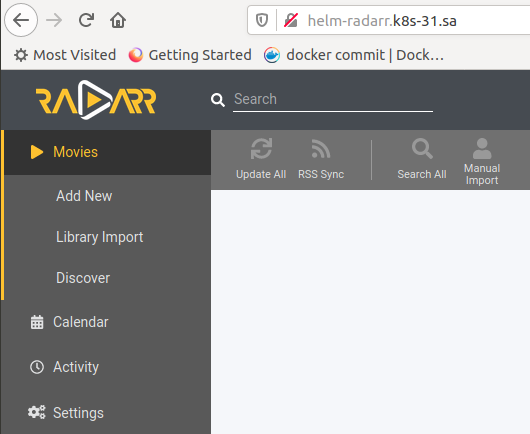 helm-radarr.k8s-31.sa
Most Visited
Getting Started
docker commit | Dock…
RADARR
Search
Movies
Update All
RSS Sync
Search All
Manual
Import
Add New
Library Import
Discover
Calendar
Activity
Settings